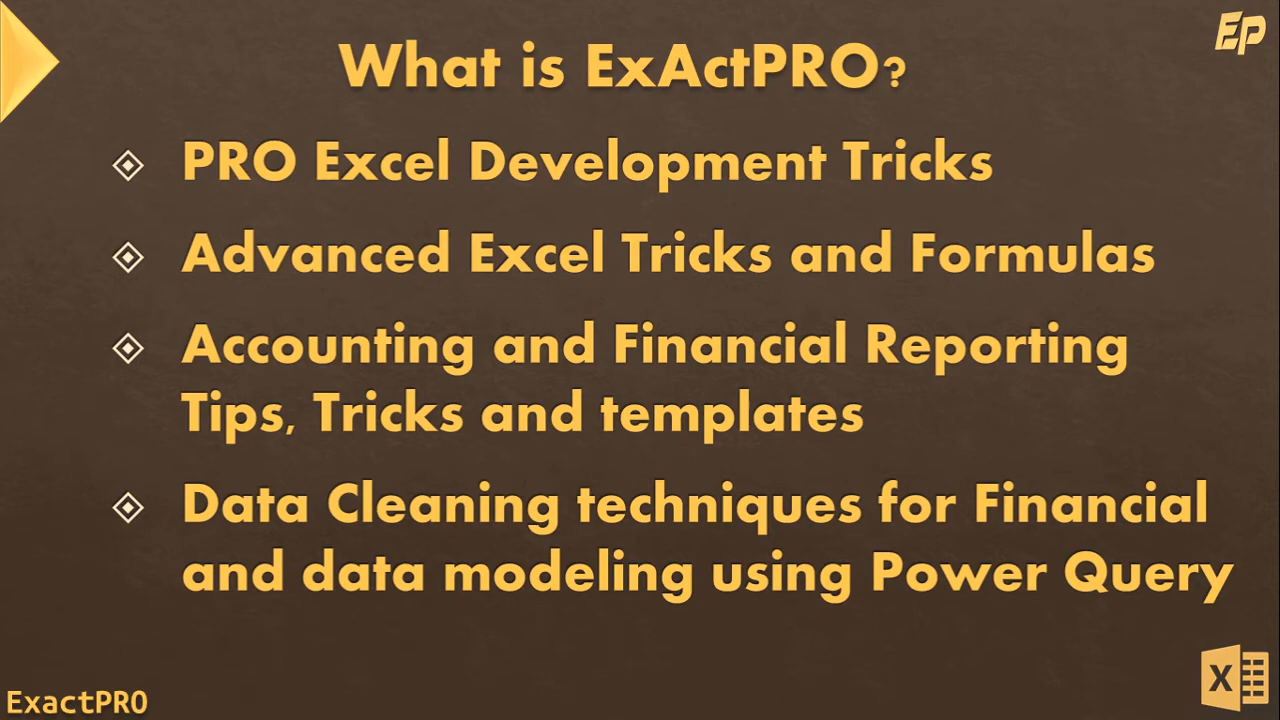 Ep
What is ExActPRO?
PRO Excel Development Tricks
Advanced Excel Tricks and Formulas
Accounting and Financial Reporting
Tips, Tricks and templates
Data Cleaning techniques for Financial
and data modeling using Power Query
X
ExactPRO